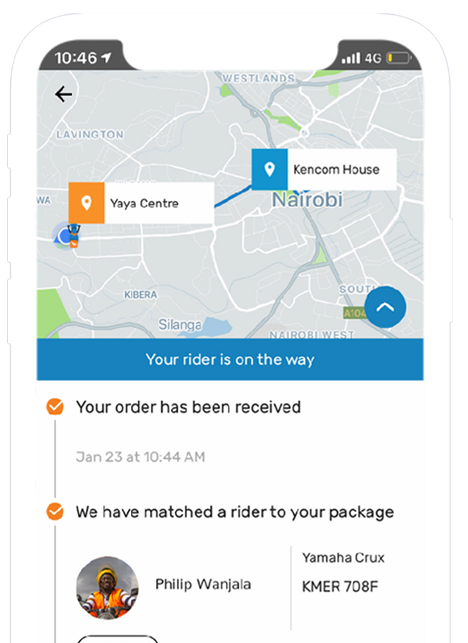 10:46
4G
WESTLANDS
LAVINGTON
Kencom House
Yaya Centre
WA
Nairobi
KIBERA
SOUT
A104
Silanga
NAIROBI WEST
Your rider is on the way
Your order has been received
Jan 23 at 10:44 AM
We have matched a rider to your package
Yamaha Crux
Philip Wanjala
KMER 708F